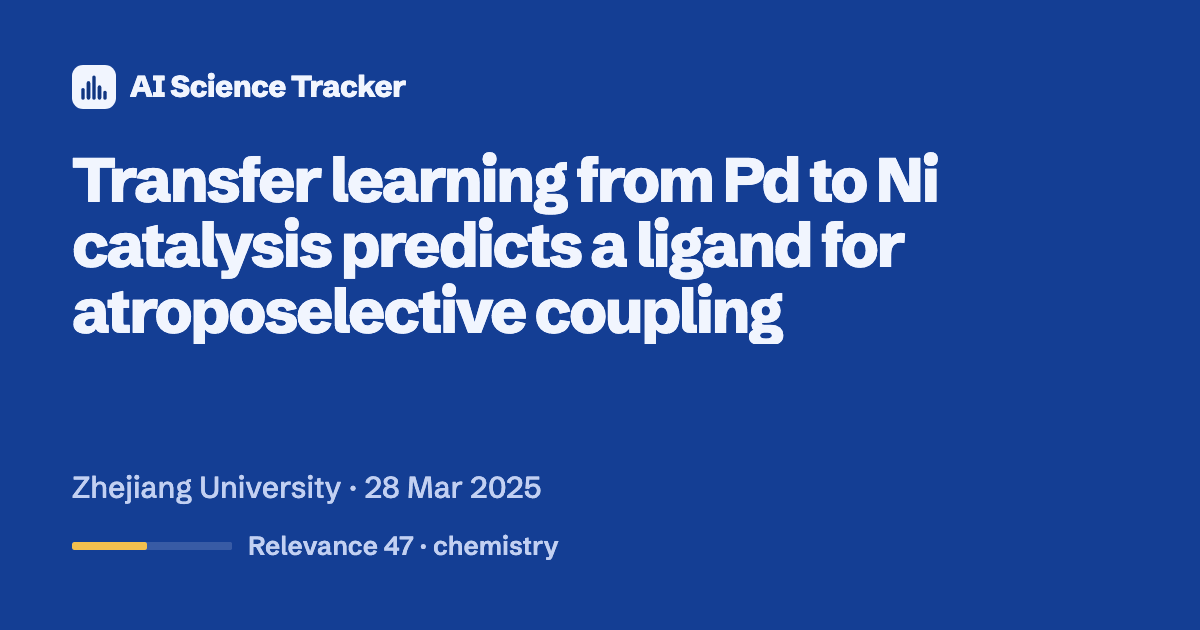 AI Science Tracker
Transfer learning from Pd to Ni
catalysis predicts a ligand for
atroposelective coupling
Zhejiang University · 28 Mar 2025
Relevance 47 · chemistry